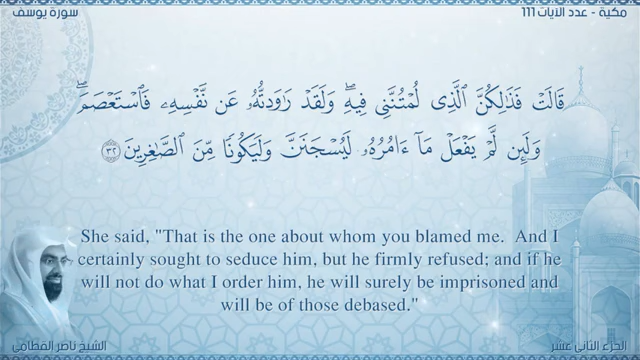 مكية - عدد الآيات 111
سورة يوسف
قَالَتْ فَذَٰلِكُنَّ ٱلَّذِى لُمْتُنَّنِى فِيهِ ۖ وَلَقَدْ رَٰوَدتُّهُۥ عَن نَّفْسِهِۦ فَٱسْتَعْصَمَ ۖ
وَلَئِن لَّمْ يَفْعَلْ مَآ ءَامُرُهُۥ لَيُسْجَنَنَّ وَلَيَكُونًا مِّنَ ٱلصَّٰغِرِينَ ٣٢
She said, "That is the one about whom you blamed me. And I
certainly sought to seduce him, but he firmly refused; and if he
will not do what I order him, he will surely be imprisoned and
will be of those debased."
الجزء الثاني عشر
الشيخ ناصر القطامي